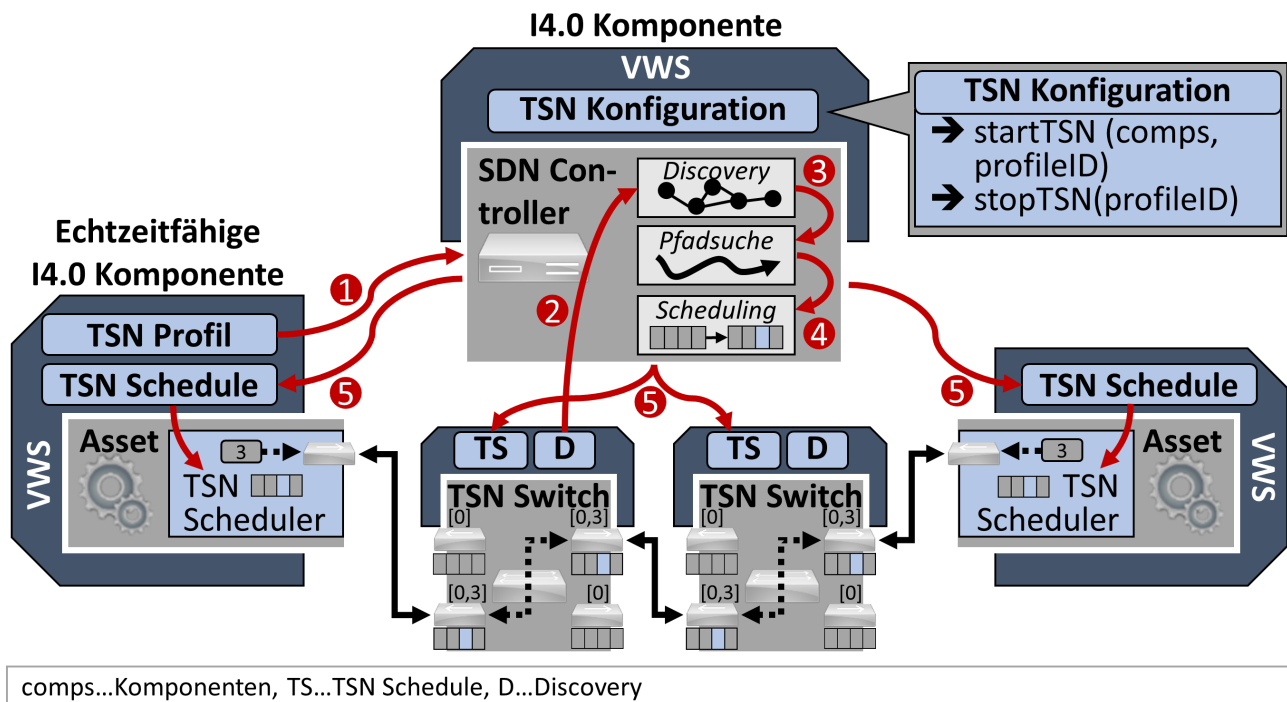 I4.0 Komponente
VWS
TSN Konfiguration
TSN Konfiguration
➔ startTSN (comps,
profileID)
➔ stopTSN(profileID)
SDN Con-
troller
Discovery
3
Pfadsuche
Scheduling
4
2
Echtzeitfähige
I4.0 Komponente
1
TSN Profil
TSN Schedule
5
VWS
Asset
3
TSN
Scheduler
5
TS
D
TSN Switch
[0]
[0,3]
[0,3]
[0]
TS
D
TSN Switch
[0]
[0,3]
[0,3]
[0]
5
TSN Schedule
3
Asset
TSN
Scheduler
VWS
comps...Komponenten, TS...TSN Schedule, D...Discovery